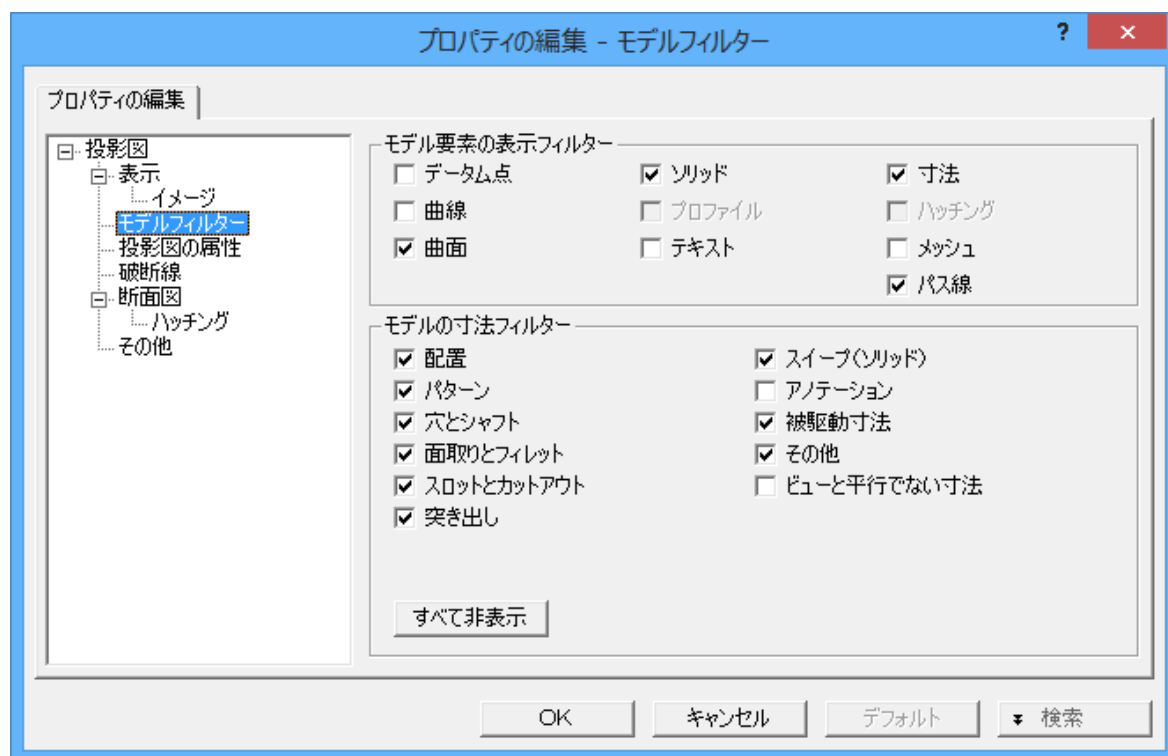 プロパティの編集 - モデルフィルター
? ×
プロパティの編集
投影図
表示
イメージ
モデルフィルター
投影図の属性
破断線
断面図
ハッチング
その他
モデル要素の表示フィルター
データム点 ソリッド 寸法
曲線 プロファイル ハッチング
曲面 テキスト メッシュ
パス線
モデルの寸法フィルター
配置 スイープ(ソリッド)
パターン アノテーション
穴とシャフト 被駆動寸法
面取りとフィレット その他
スロットとカットアウト ビューと平行でない寸法
突き出し
すべて非表示
OK キャンセル デフォルト 検索